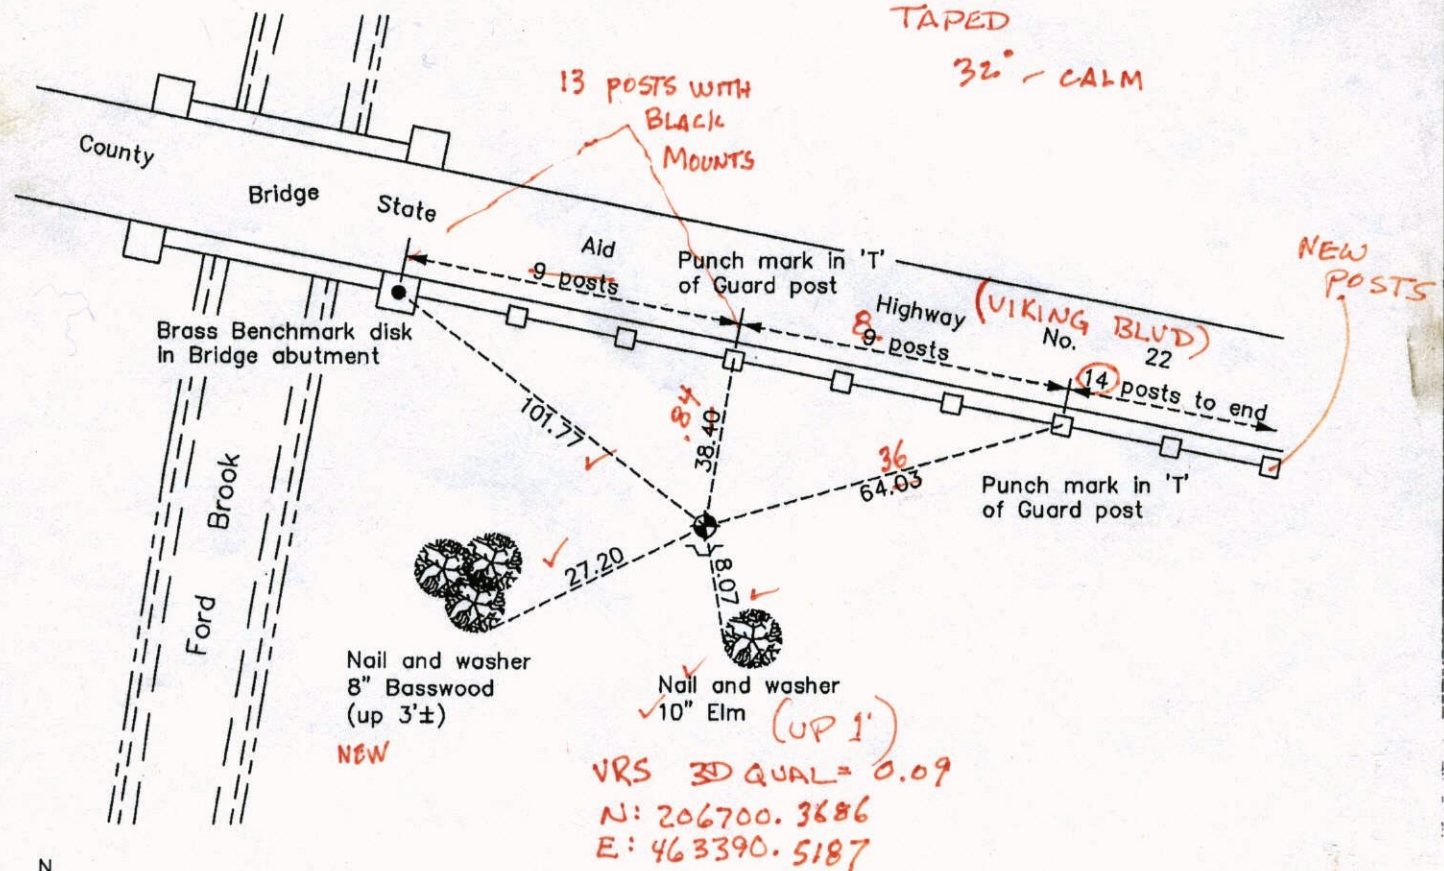 TAPED
32° - CALM
13 POSTS WITH
BLACK
MOUNTS
County
Bridge
State
Aid
9 posts
Punch mark in 'T'
of Guard post
Highway
(VIKING BLVD)
No.
22
8
9 posts
14 posts to end
NEW
POSTS
Brass Benchmark disk
In Bridge abutment
101.77
.84
38.40
36
64.03
Punch mark in 'T'
of Guard post
Ford Brook
27.20
8.07
Nail and washer
8" Basswood
(up 3'±)
NEW
Nail and washer
10" Elm
(UP 1')
VRS 3D QUAL = 0.09
N: 206700.3686
E: 463390.5187
N